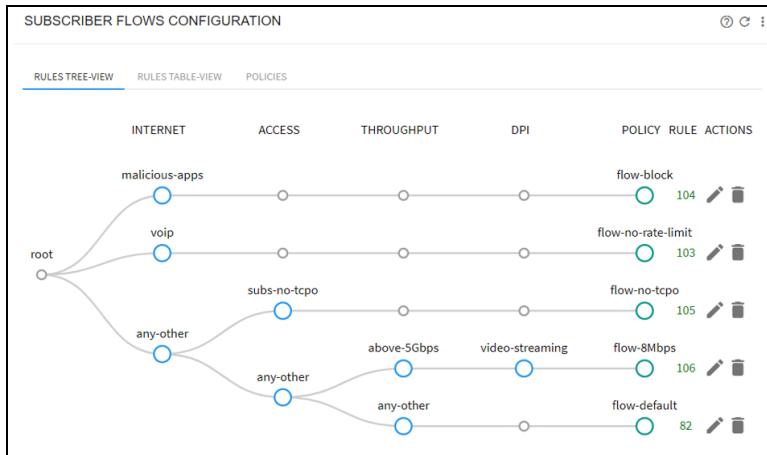 SUBSCRIBER FLOWS CONFIGURATION
RULES TREE-VIEW RULES TABLE-VIEW POLICIES
INTERNET ACCESS THROUGHPUT DPI POLICY RULE ACTIONS
malicious-apps flow-block
104
voip flow-no-rate-limit
103
root
subs-no-tcpo flow-no-tcpo
105
any-other
above-5Gbps video-streaming flow-8Mbps
106
any-other
any-other flow-default
82